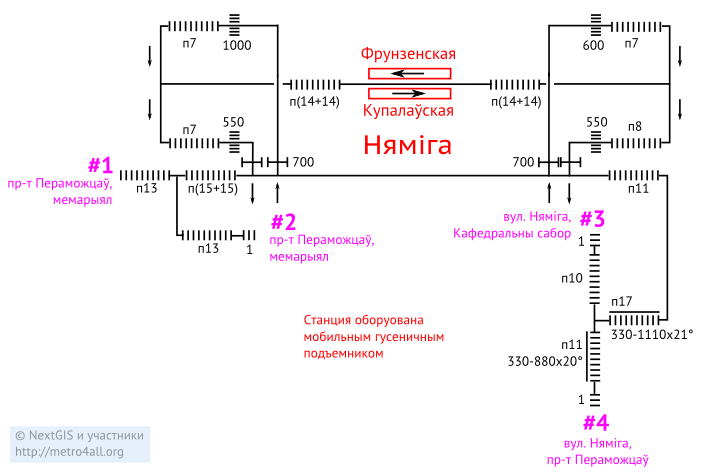 п7
1000
600
п7
Фрунзенская
п(14+14)
п(14+14)
Купалаўская
550
п7
550
п8
Няміга
#1
пр-т Пераможцаў,
мемарыял
700
700
п13
п(15+15)
п11
#2
пр-т Пераможцаў,
мемарыял
п13
1
вул. Няміга,
Кафедральны сабор
#3
1
п10
п17
330-1110x21°
Станция оборуована
мобильным гусеничным
подъемником
п11
330-880x20°
1
#4
вул. Няміга,
пр-т Пераможцаў
© NextGIS и участники
http://metro4all.org